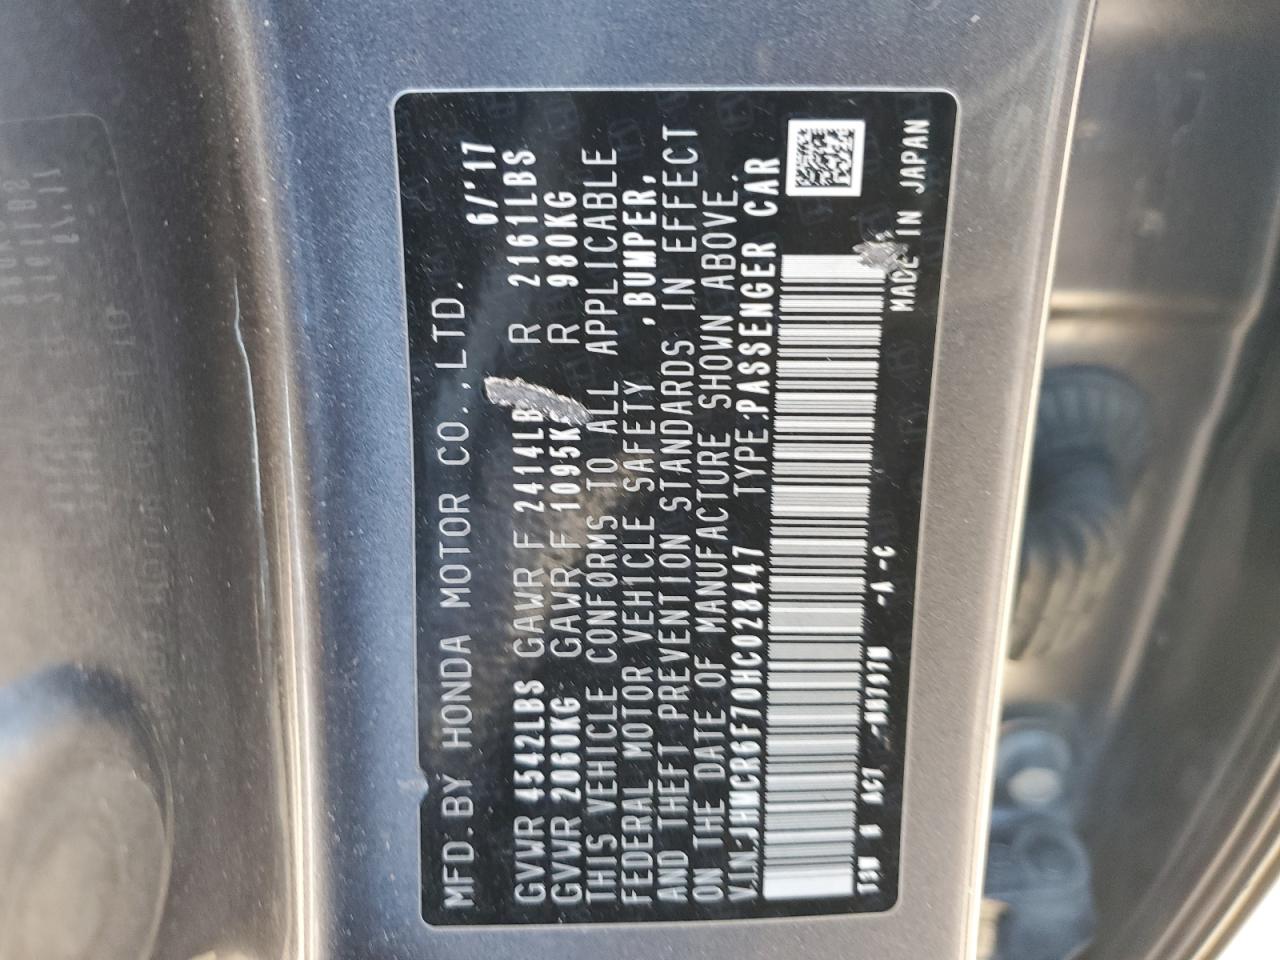 MFD.BY HONDA MOTOR CO.,LTD. 6/'17
GVWR 4542LBS GAWR F 2414LB R 2161LBS
GVWR 2060KG GAWR F 1095K R 980KG
THIS VEHICLE CONFORMS TO ALL APPLICABLE
FEDERAL MOTOR VEHICLE SAFETY ,BUMPER,
AND THEFT PREVENTION STANDARDS IN EFFECT
ON THE DATE OF MANUFACTURE SHOWN ABOVE.
V.I.N:JHMCR6F70HC028447 TYPE:PASSENGER CAR
-A -C
MADE IN JAPAN